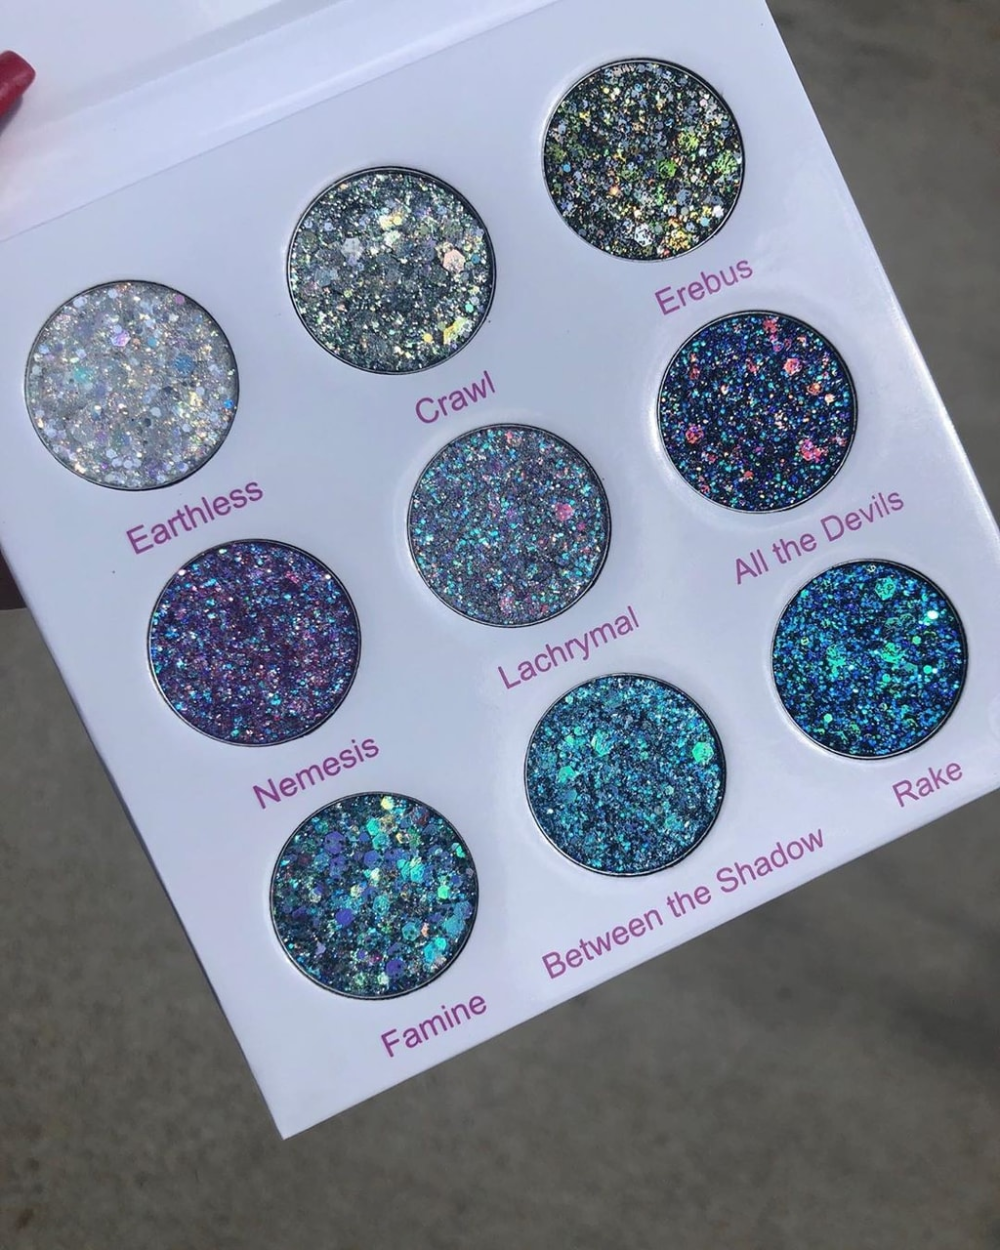 Earthless
Crawl
Erebus
Nemesis
Lachrymal
All the Devils
Famine
Between the Shadow
Rake